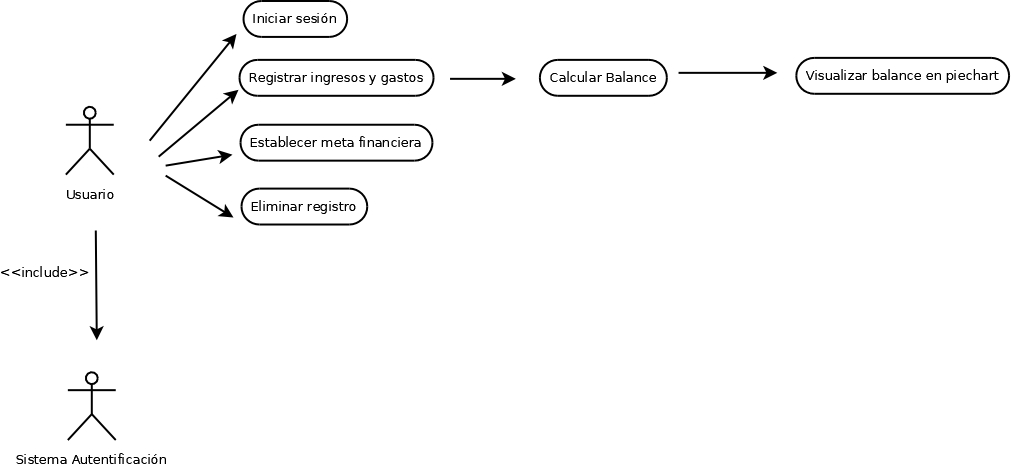 Iniciar sesión
Registrar ingresos y gastos
Calcular Balance
Visualizar balance en piechart
Establecer meta financiera
Usuario
Eliminar registro
<<include>>
Sistema Autentificación